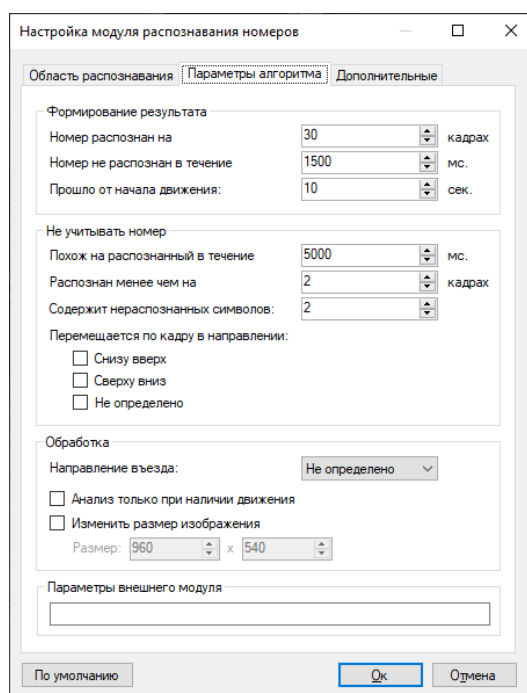 Настройка модуля распознавания номеров
Область распознавания Параметры алгоритма Дополнительные
Формирование результата
Номер распознан на 30 кадрах
Номер не распознан в течение 1500 мс.
Прошло от начала движения: 10 сек.
Не учитывать номер
Похож на распознанный в течение 5000 мс.
Распознан менее чем на 2 кадрах
Содержит нераспознанных символов: 2
Перемещается по кадру в направлении:
Снизу вверх
Сверху вниз
Не определено
Обработка
Направление въезда: Не определено
Анализ только при наличии движения
Изменить размер изображения
Размер: 960 x 540
Параметры внешнего модуля
По умолчанию Ок Отмена